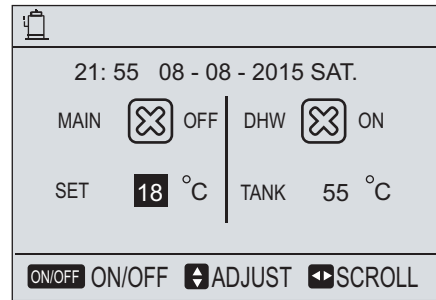 21: 55 08 - 08 - 2015 SAT.
MAIN OFF DHW ON
SET 18 °C TANK 55 °C
ON/OFF ON/OFF ADJUST SCROLL